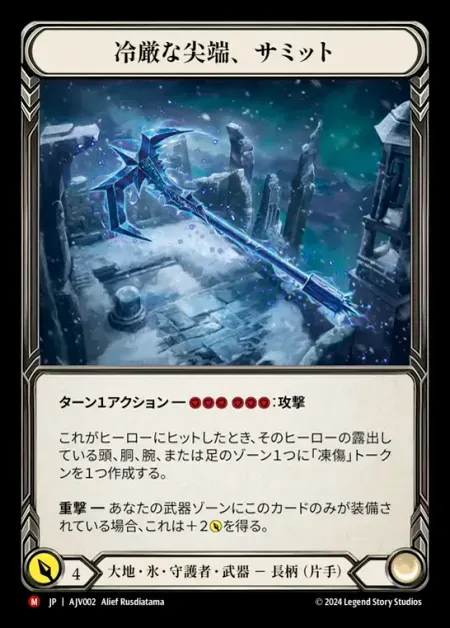 冷厳な尖端、サミット
ターン1アクション ー :攻撃
これがヒーローにヒットしたとき、そのヒーローの露出し
ている頭、胴、腕、または足のゾーン1つに「凍傷」トーク
ンを1つ作成する。
重撃 ー あなたの武器ゾーンにこのカードのみが装備さ
れている場合、これは+2を得る。
4
大地・氷・守護者・武器 ー 長柄 (片手)
M JP | AJV002 Alief Rusdiatama
© 2024 Legend Story Studios